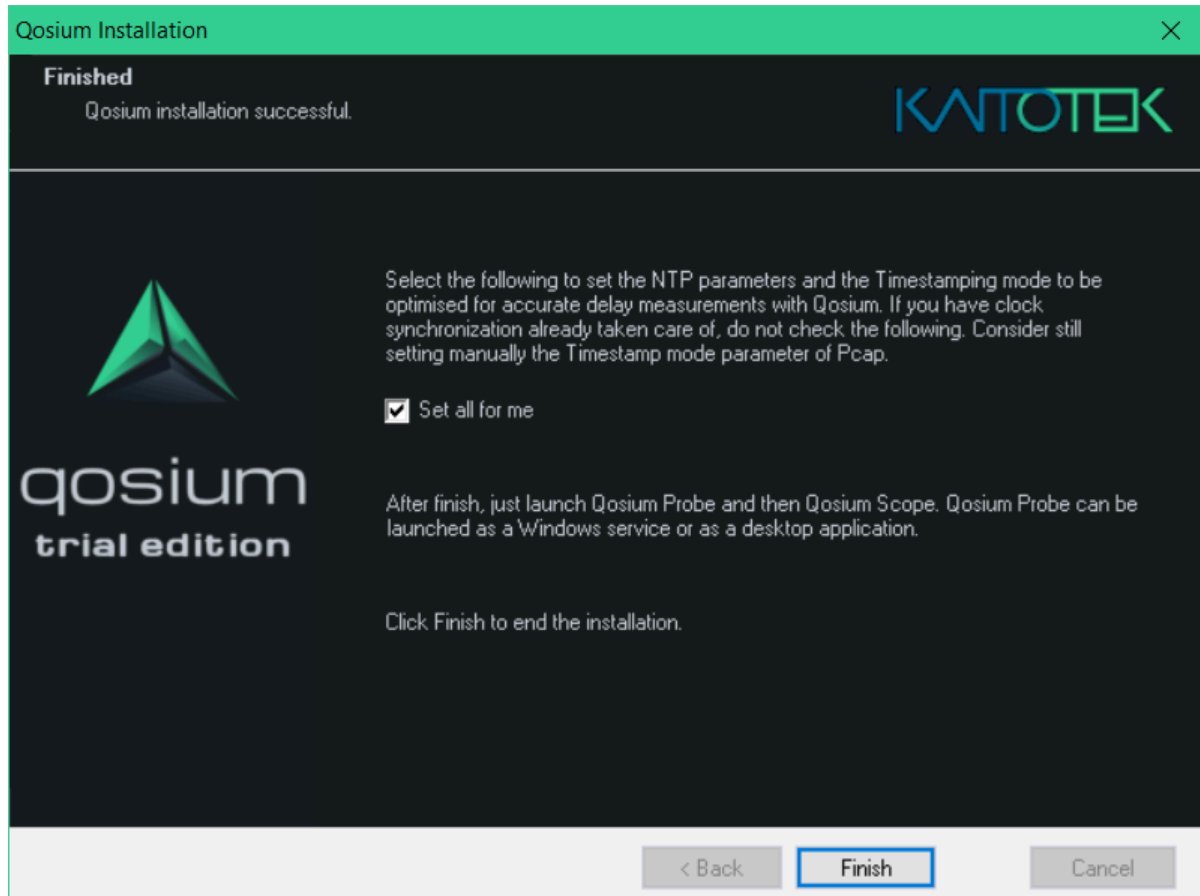 Qosium Installation
Finished
Qosium installation successful.
KAITOTEK
Select the following to set the NTP parameters and the Timestamping mode to be
optimised for accurate delay measurements with Qosium. If you have clock
synchronization already taken care of, do not check the following. Consider still
setting manually the Timestamp mode parameter of Pcap.
Set all for me
qosium
trial edition
After finish, just launch Qosium Probe and then Qosium Scope. Qosium Probe can be
launched as a Windows service or as a desktop application.
Click Finish to end the installation.
< Back
Finish
Cancel